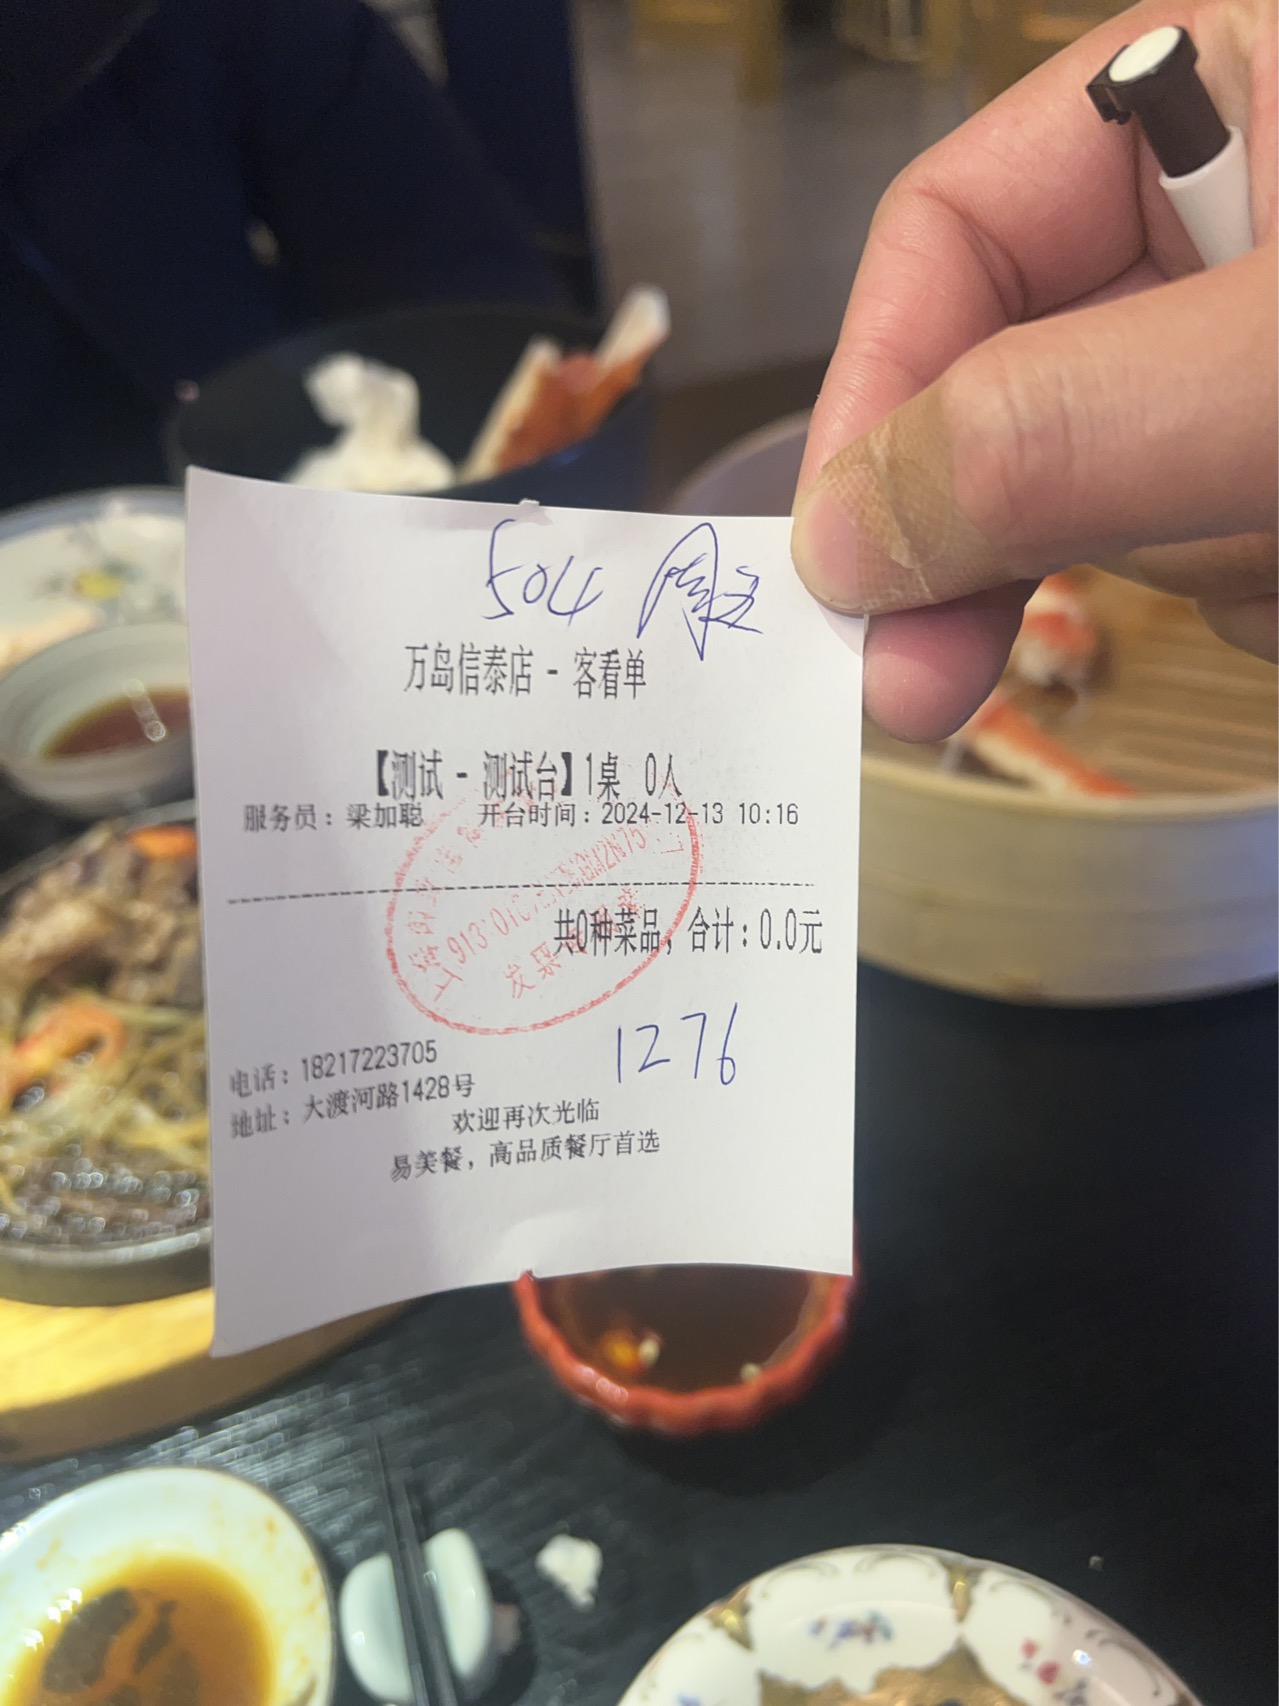 504
万岛信泰店 - 客看单
【测试 - 测试台】1桌 0人
服务员：梁加聪 开台时间：2024-12-13 10:16
共0种菜品，合计：0.0元
发票
1276
电话：18217223705
地址：大渡河路1428号
欢迎再次光临
易美餐，高品质餐厅首选